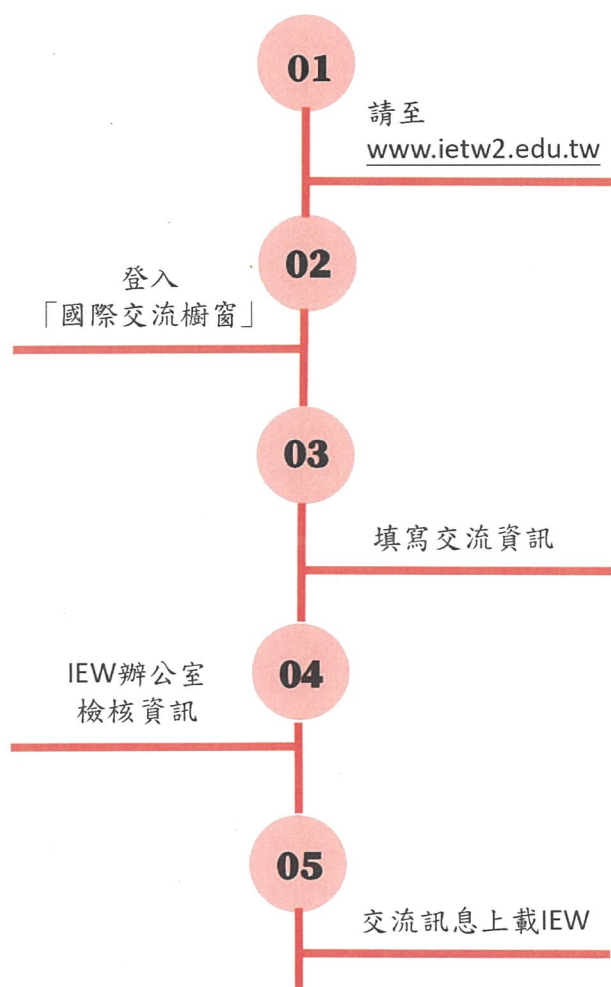 01
請至
www.ietw2.edu.tw
02
登入
「國際交流櫥窗」
03
填寫交流資訊
04
IEW辦公室
檢核資訊
05
交流訊息上載IEW